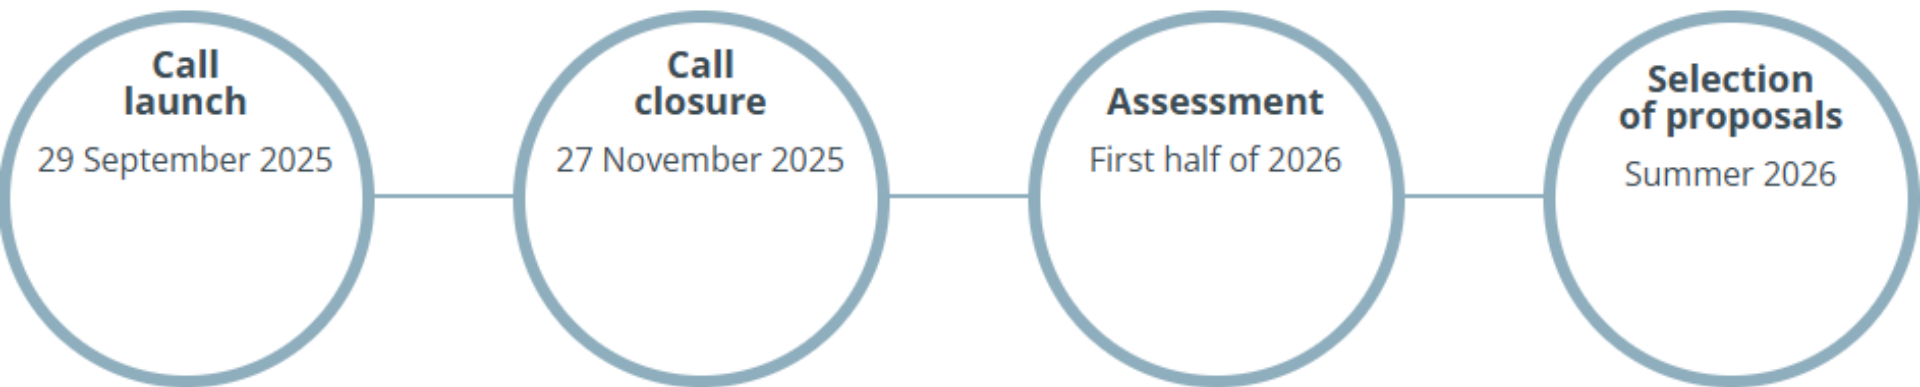 Call
launch
29 September 2025
Call
closure
27 November 2025
Assessment
First half of 2026
Selection
of proposals
Summer 2026